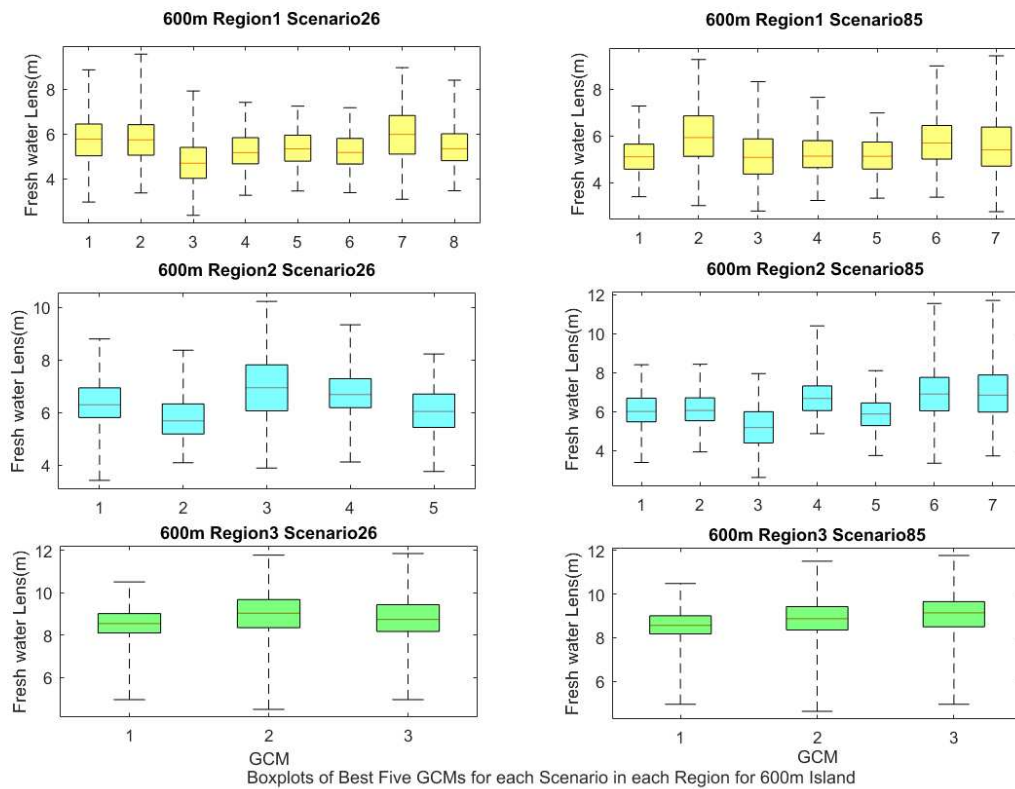 600m Region1 Scenario26
Fresh water Lens(m)
8
6
4
1 2 3 4 5 6 7 8
600m Region1 Scenario85
Fresh water Lens(m)
8
6
4
1 2 3 4 5 6 7
600m Region2 Scenario26
Fresh water Lens(m)
10
8
6
4
1 2 3 4 5
600m Region2 Scenario85
Fresh water Lens(m)
12
10
8
6
4
1 2 3 4 5 6 7
600m Region3 Scenario26
Fresh water Lens(m)
12
10
8
6
1 2 3
GCM
600m Region3 Scenario85
Fresh water Lens(m)
12
10
8
6
1 2 3
GCM
Boxplots of Best Five GCMs for each Scenario in each Region for 600m Island